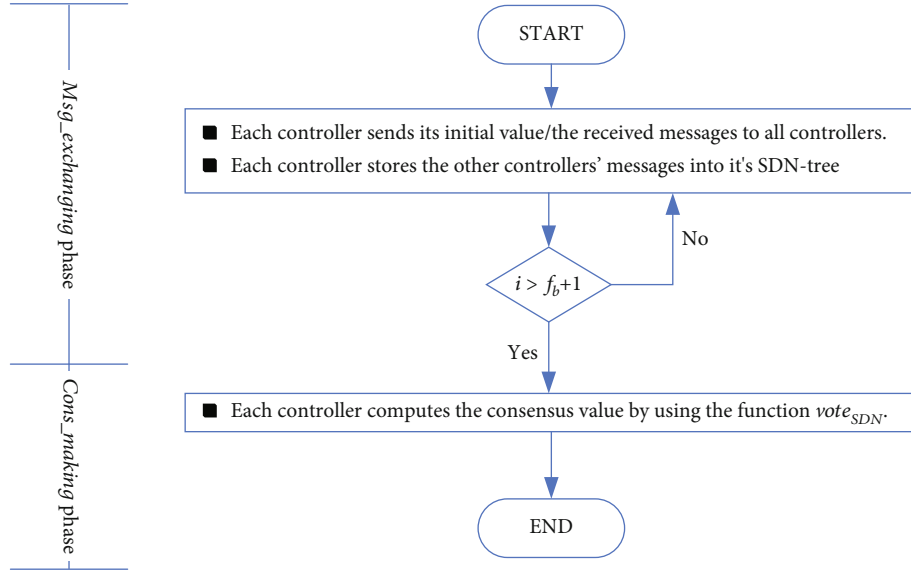 START
■ Each controller sends its initial value/the received messages to all controllers.
■ Each controller stores the other controllers’ messages into it's SDN-tree
Msg_exchanging phase
No
i > f_b+1
Yes
■ Each controller computes the consensus value by using the function vote_SDN.
Cons_making phase
END